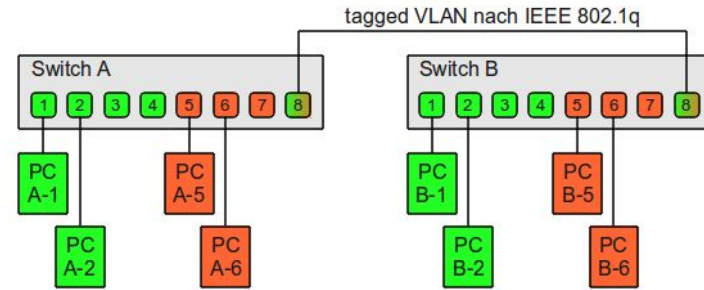 tagged VLAN nach IEEE 802.1q
Switch A
1 2 3 4 5 6 7 8
PC
A-1
PC
A-2
PC
A-5
PC
A-6
Switch B
1 2 3 4 5 6 7 8
PC
B-1
PC
B-2
PC
B-5
PC
B-6